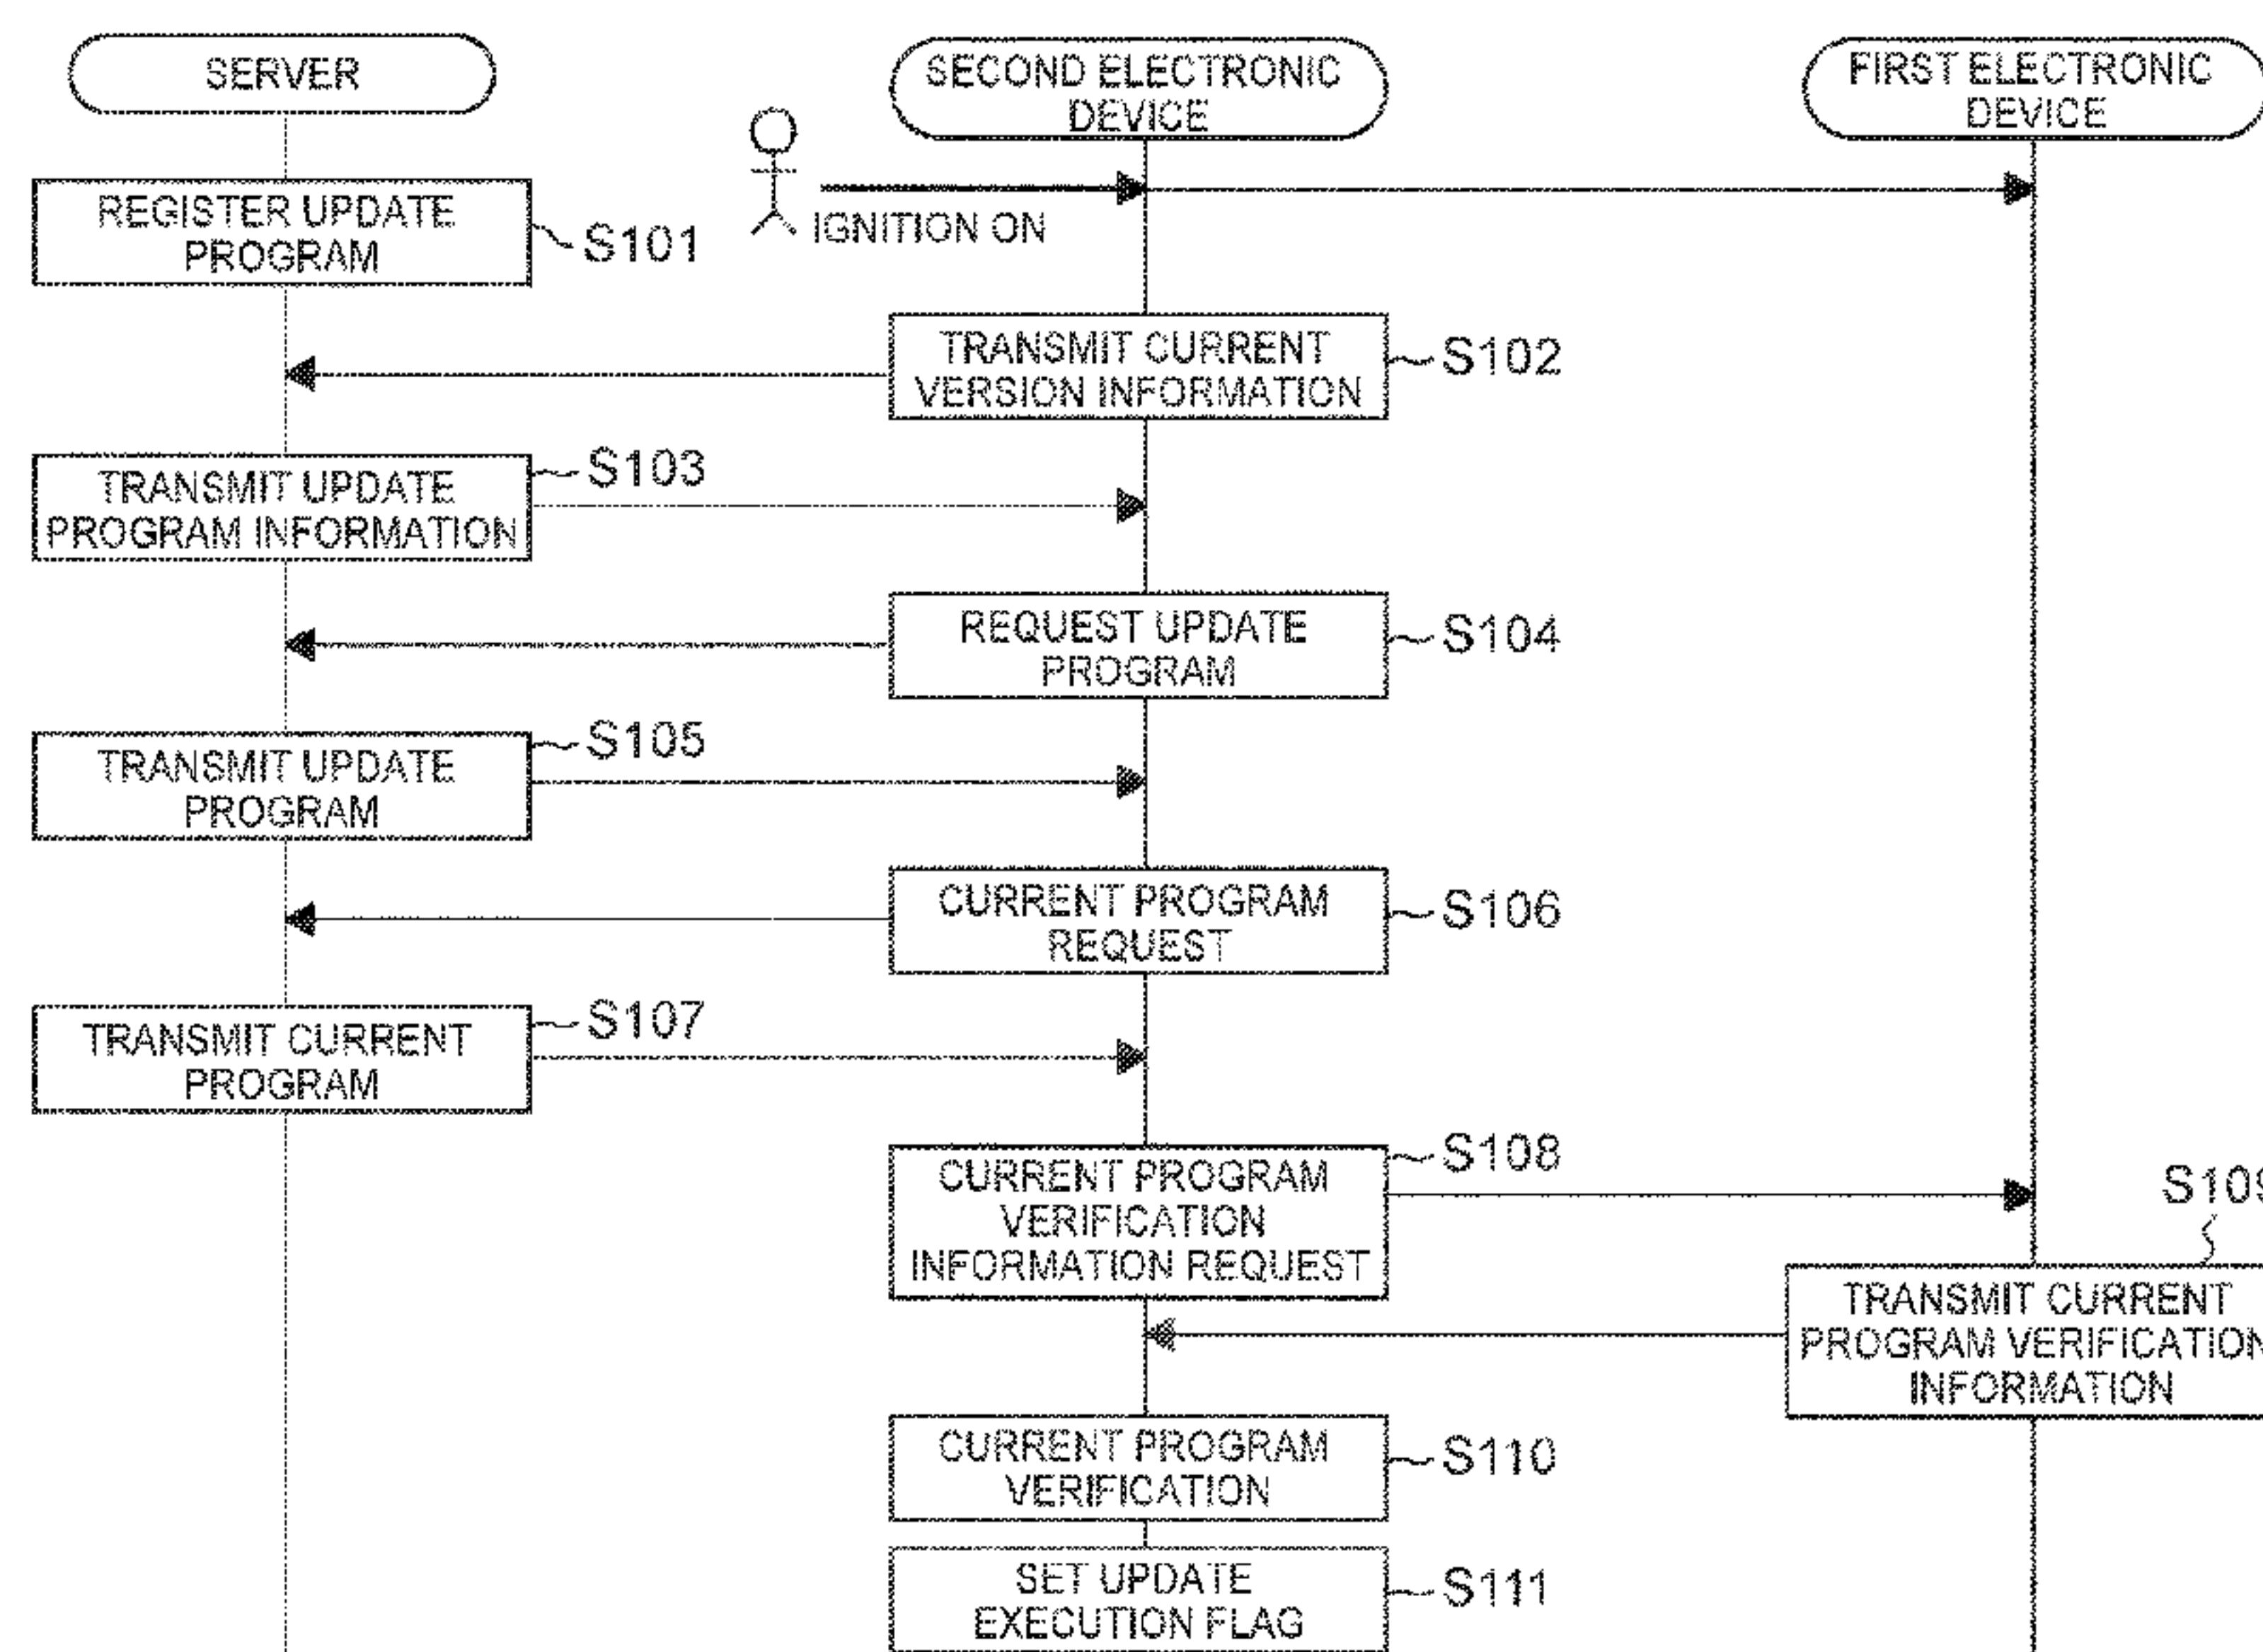 SERVER
SECOND ELECTRONIC
DEVICE
FIRST ELECTRONIC
DEVICE
REGISTER UPDATE
PROGRAM
S101
IGNITION ON
TRANSMIT CURRENT
VERSION INFORMATION
S102
TRANSMIT UPDATE
PROGRAM INFORMATION
S103
REQUEST UPDATE
PROGRAM
S104
TRANSMIT UPDATE
PROGRAM
S105
CURRENT PROGRAM
REQUEST
S106
TRANSMIT CURRENT
PROGRAM
S107
CURRENT PROGRAM
VERIFICATION
INFORMATION REQUEST
S108
S109
TRANSMIT CURRENT
PROGRAM VERIFICATION
INFORMATION
CURRENT PROGRAM
VERIFICATION
S110
SET UPDATE
EXECUTION FLAG
S111